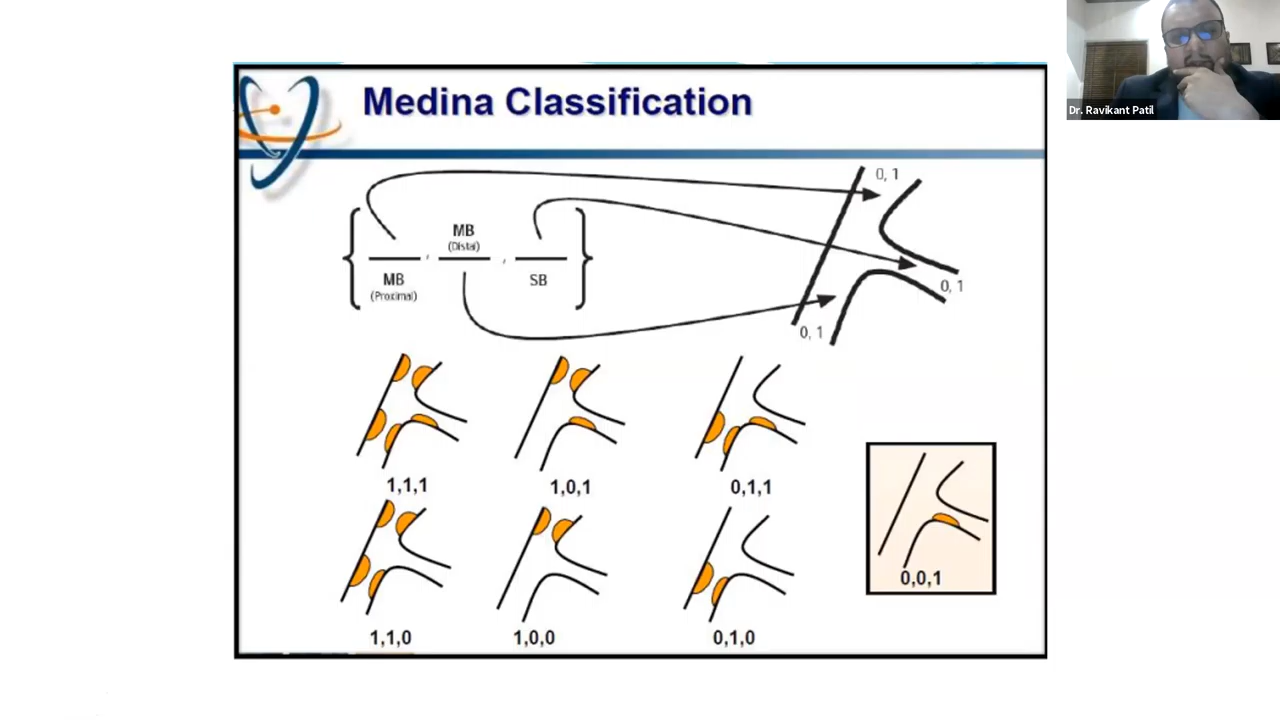 Dr. Ravikant Patil
Medina Classification
0, 1
MB
(Distal)
{ , , }
MB
(Proximal)
SB
0, 1
0, 1
1,1,1
1,0,1
0,1,1
0,0,1
1,1,0
1,0,0
0,1,0